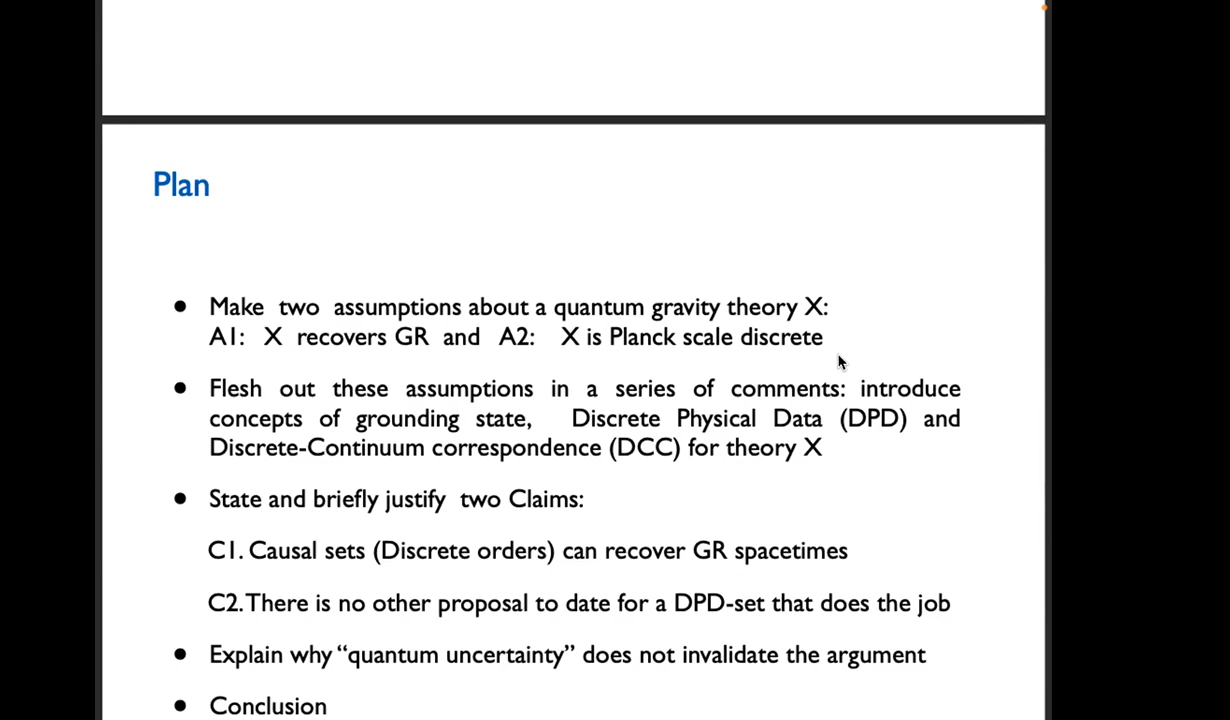 Plan
● Make two assumptions about a quantum gravity theory X:
A1: X recovers GR and A2: X is Planck scale discrete
● Flesh out these assumptions in a series of comments: introduce
concepts of grounding state, Discrete Physical Data (DPD) and
Discrete-Continuum correspondence (DCC) for theory X
● State and briefly justify two Claims:
C1. Causal sets (Discrete orders) can recover GR spacetimes
C2.There is no other proposal to date for a DPD-set that does the job
● Explain why “quantum uncertainty” does not invalidate the argument
● Conclusion